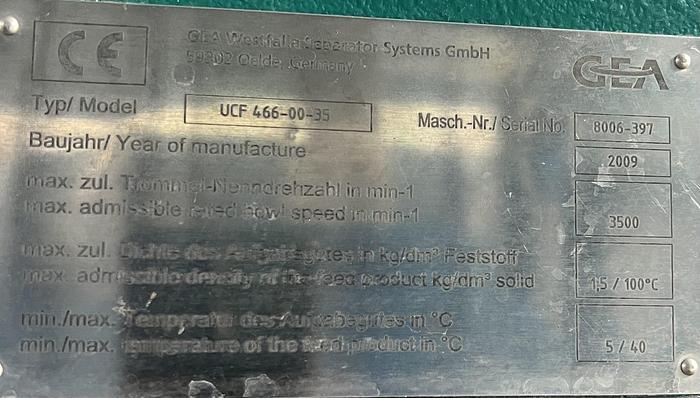 CE
GEA Westfalia Separator Systems GmbH
59302 Oelde, Germany
GEA
Typ/ Model UCF 466-00-35
Masch.-Nr./ Serial No. 8006-397
Baujahr/ Year of manufacture 2009
max. zul. Trommel-Nenndrehzahl in min-1
max. admissible rated bowl speed in min-1 3500
max. zul. Dichte des Aufgabegutes in kg/dm³ Feststoff
max. admissible density of the feed product kg/dm³ solid 1,5 / 100°C
min./max. Temperatur des Aufgabegutes in °C
min./max. temperature of the feed product in °C 5 / 40